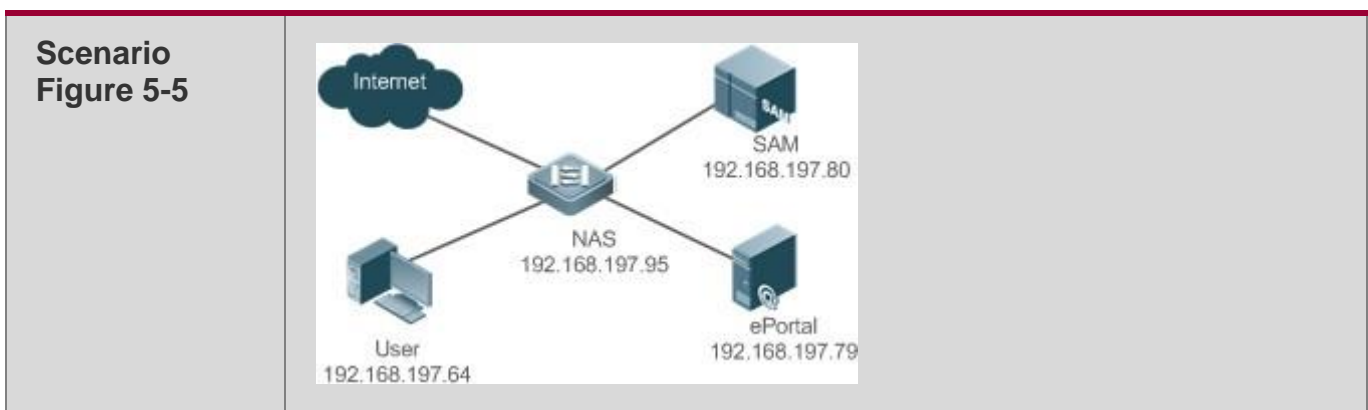 Scenario
Figure 5-5
Internet
SAM
SAM
192.168.197.80
NAS
192.168.197.95
User
192.168.197.64
ePortal
192.168.197.79